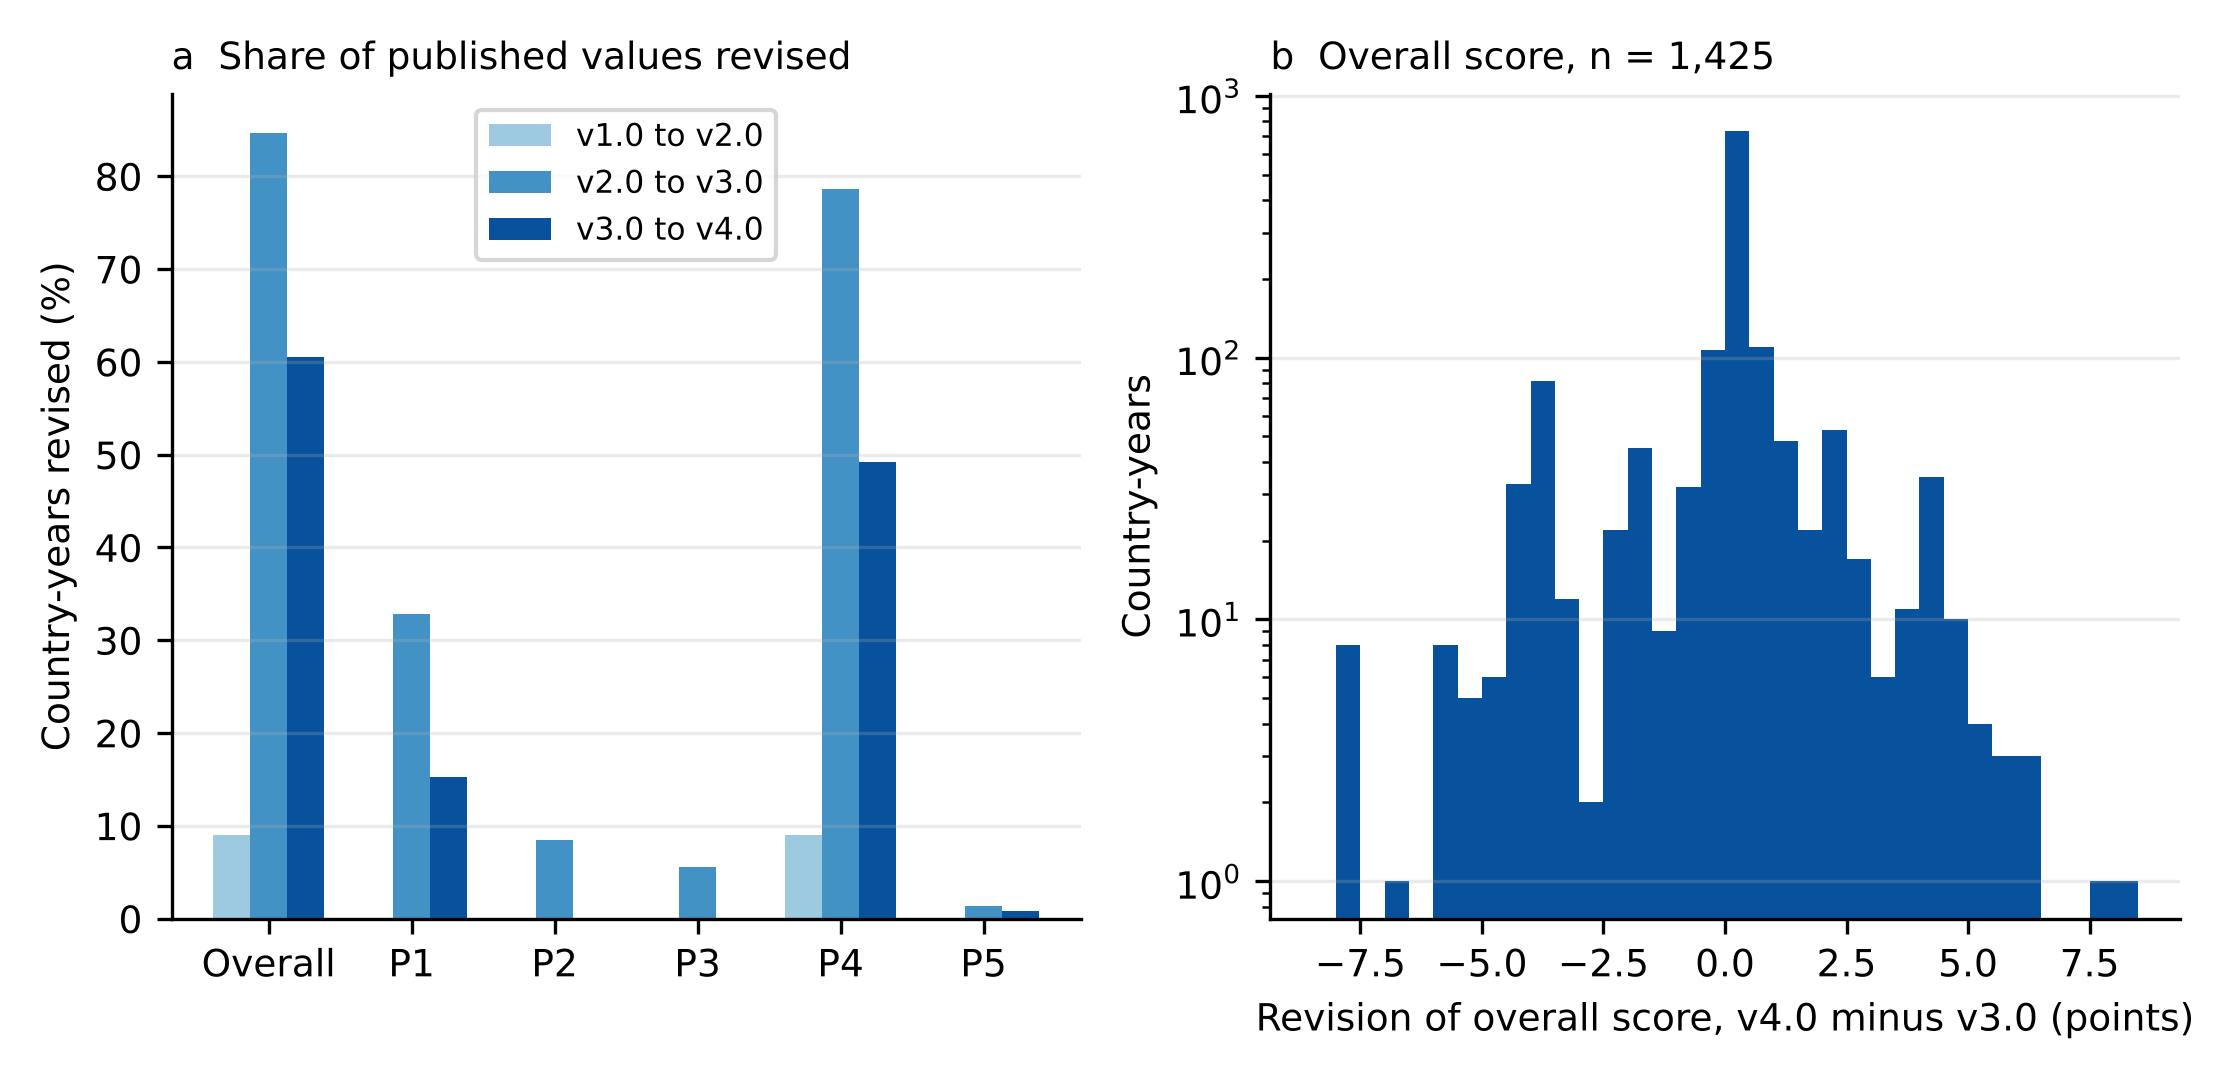 a Share of published values revised
v1.0 to v2.0
v2.0 to v3.0
v3.0 to v4.0
Country-years revised (%)
80
70
60
50
40
30
20
10
0
Overall P1 P2 P3 P4 P5
b Overall score, n = 1,425
Country-years
10³
10²
10¹
10⁰
−7.5 −5.0 −2.5 0.0 2.5 5.0 7.5
Revision of overall score, v4.0 minus v3.0 (points)